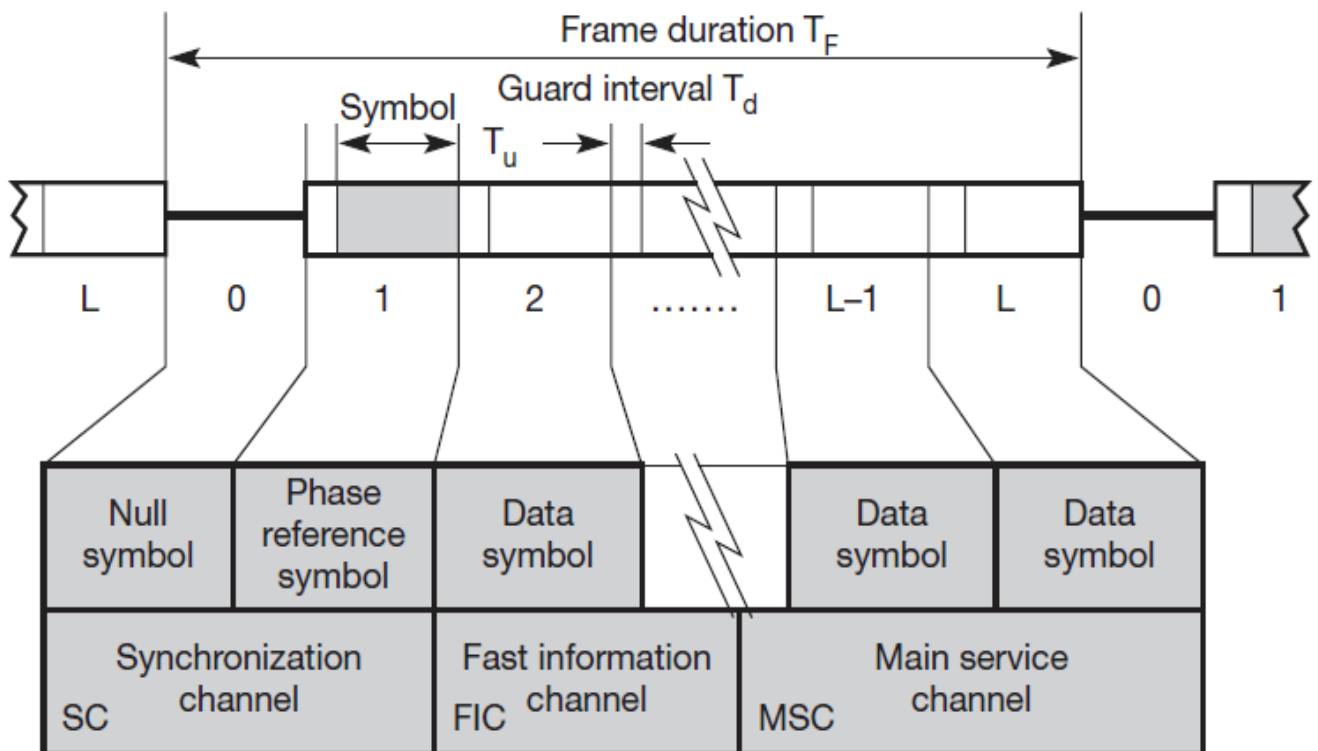 Frame duration T_F
Guard interval T_d
Symbol
T_u
L 0 1 2 ....... L–1 L 0 1
Null symbol
Phase reference symbol
Data symbol
Data symbol
Data symbol
Synchronization channel
SC
Fast information channel
FIC
Main service channel
MSC